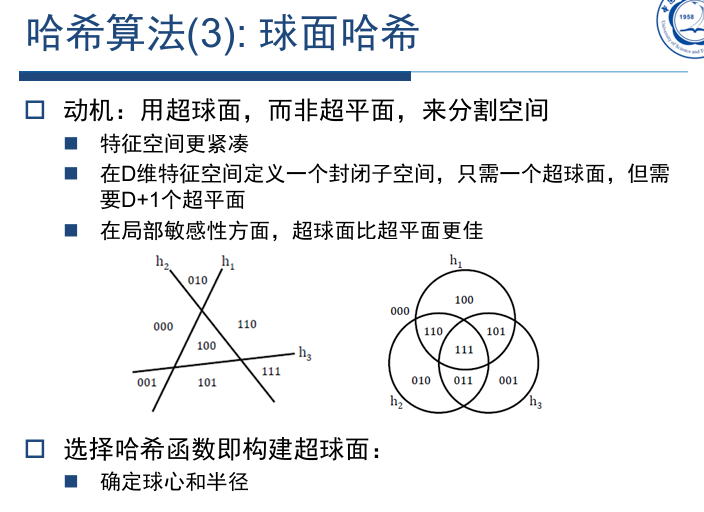 哈希算法(3): 球面哈希
1958
动机：用超球面，而非超平面，来分割空间
特征空间更紧凑
在D维特征空间定义一个封闭子空间，只需一个超球面，但需
要D+1个超平面
在局部敏感性方面，超球面比超平面更佳
h2 h1
010
000 110
100
h3
001 101 111
h1
100
000
110 101
111
010 011 001
h2 h3
选择哈希函数即构建超球面：
确定球心和半径